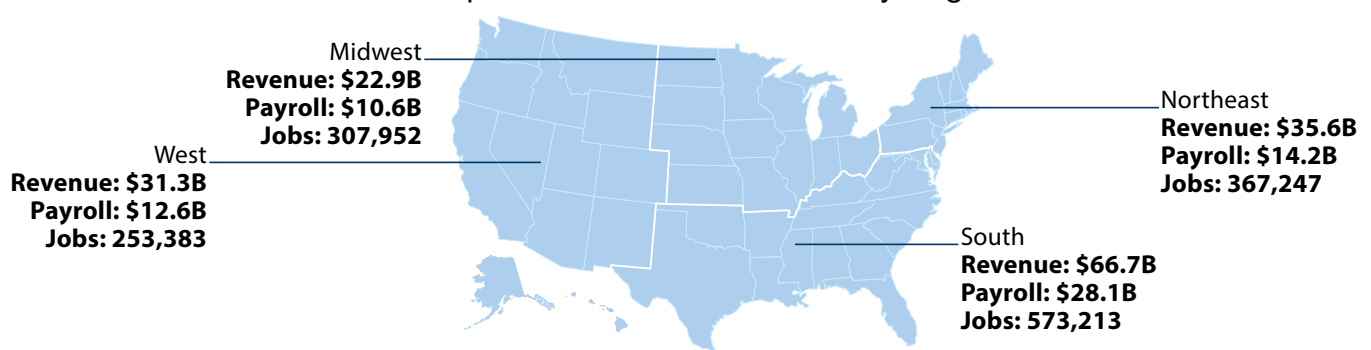 Midwest
Revenue: $22.9B
Payroll: $10.6B
Jobs: 307,952
West
Revenue: $31.3B
Payroll: $12.6B
Jobs: 253,383
Northeast
Revenue: $35.6B
Payroll: $14.2B
Jobs: 367,247
South
Revenue: $66.7B
Payroll: $28.1B
Jobs: 573,213